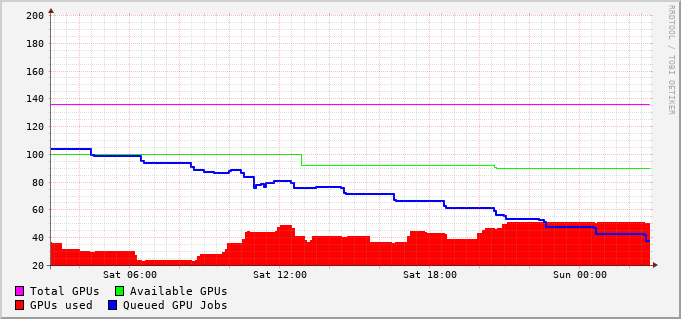 200
180
160
140
120
100
80
60
40
20
Sat 06:00 Sat 12:00 Sat 18:00 Sun 00:00
Total GPUs Available GPUs
GPUs used Queued GPU Jobs
RRDTOOL / TOBI OETIKER